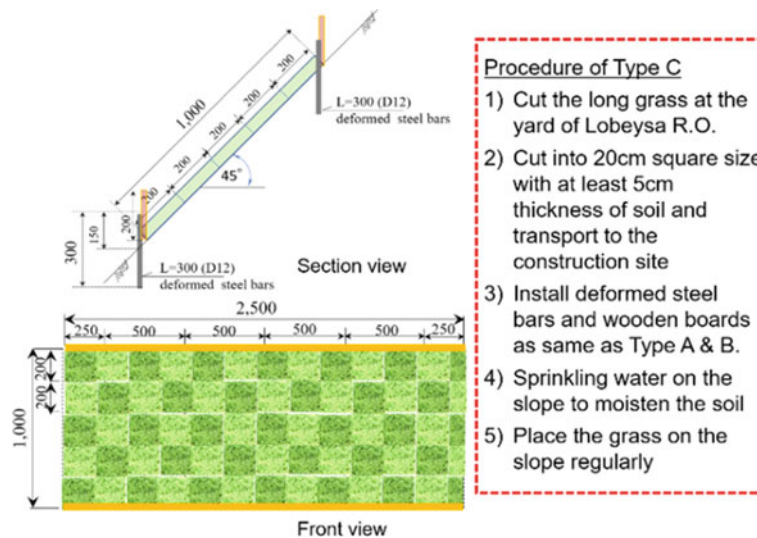 200
200
200
200
200
1,000
45°
L=300 (D12)
deformed steel bars
200
150
300
L=300 (D12)
deformed steel bars
Section view
2,500
250 500 500 500 500 250
200
200
1,000
Front view
Procedure of Type C
1) Cut the long grass at the
yard of Lobeysa R.O.
2) Cut into 20cm square size
with at least 5cm
thickness of soil and
transport to the
construction site
3) Install deformed steel
bars and wooden boards
as same as Type A & B.
4) Sprinkling water on the
slope to moisten the soil
5) Place the grass on the
slope regularly